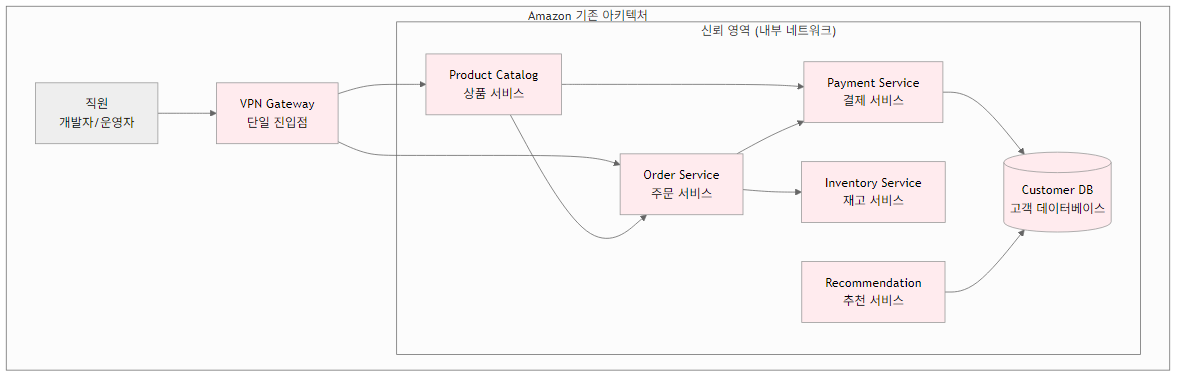 Amazon 기존 아키텍처
신뢰 영역 (내부 네트워크)
직원
개발자/운영자
VPN Gateway
단일 진입점
Product Catalog
상품 서비스
Order Service
주문 서비스
Payment Service
결제 서비스
Inventory Service
재고 서비스
Recommendation
추천 서비스
Customer DB
고객 데이터베이스